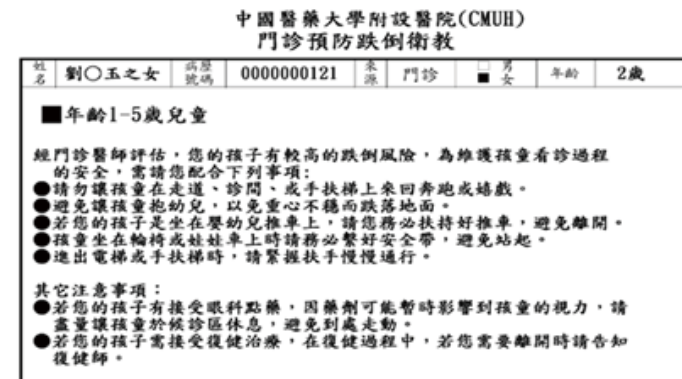 中國醫藥大學附設醫院(CMUH)
門診預防跌倒衛教
姓名 劉○玉之女 病歷號碼 0000000121 來源 門診 □男 ■女 年齡 2歲
■年齡1-5歲兒童
經門診醫師評估，您的孩子有較高的跌倒風險，為維護孩童看診過程
的安全，需請您配合下列事項:
●請勿讓孩童在走道、診間、或手扶梯上來回奔跑或嬉戲。
●避免讓孩童抱幼兒，以免重心不穩而跌落地面。
●若您的孩子是坐在嬰幼兒推車上，請您務必扶持好推車，避免離開。
●孩童坐在輪椅或娃娃車上時請務必繫好安全帶，避免站起。
●進出電梯或手扶梯時，請緊握扶手慢慢通行。
其它注意事項：
●若您的孩子有接受眼科點藥，因藥劑可能暫時影響到孩童的視力，請
盡量讓孩童於候診區休息，避免到處走動。
●若您的孩子需接受復健治療，在復健過程中，若您需要離開時請告知
復健師。